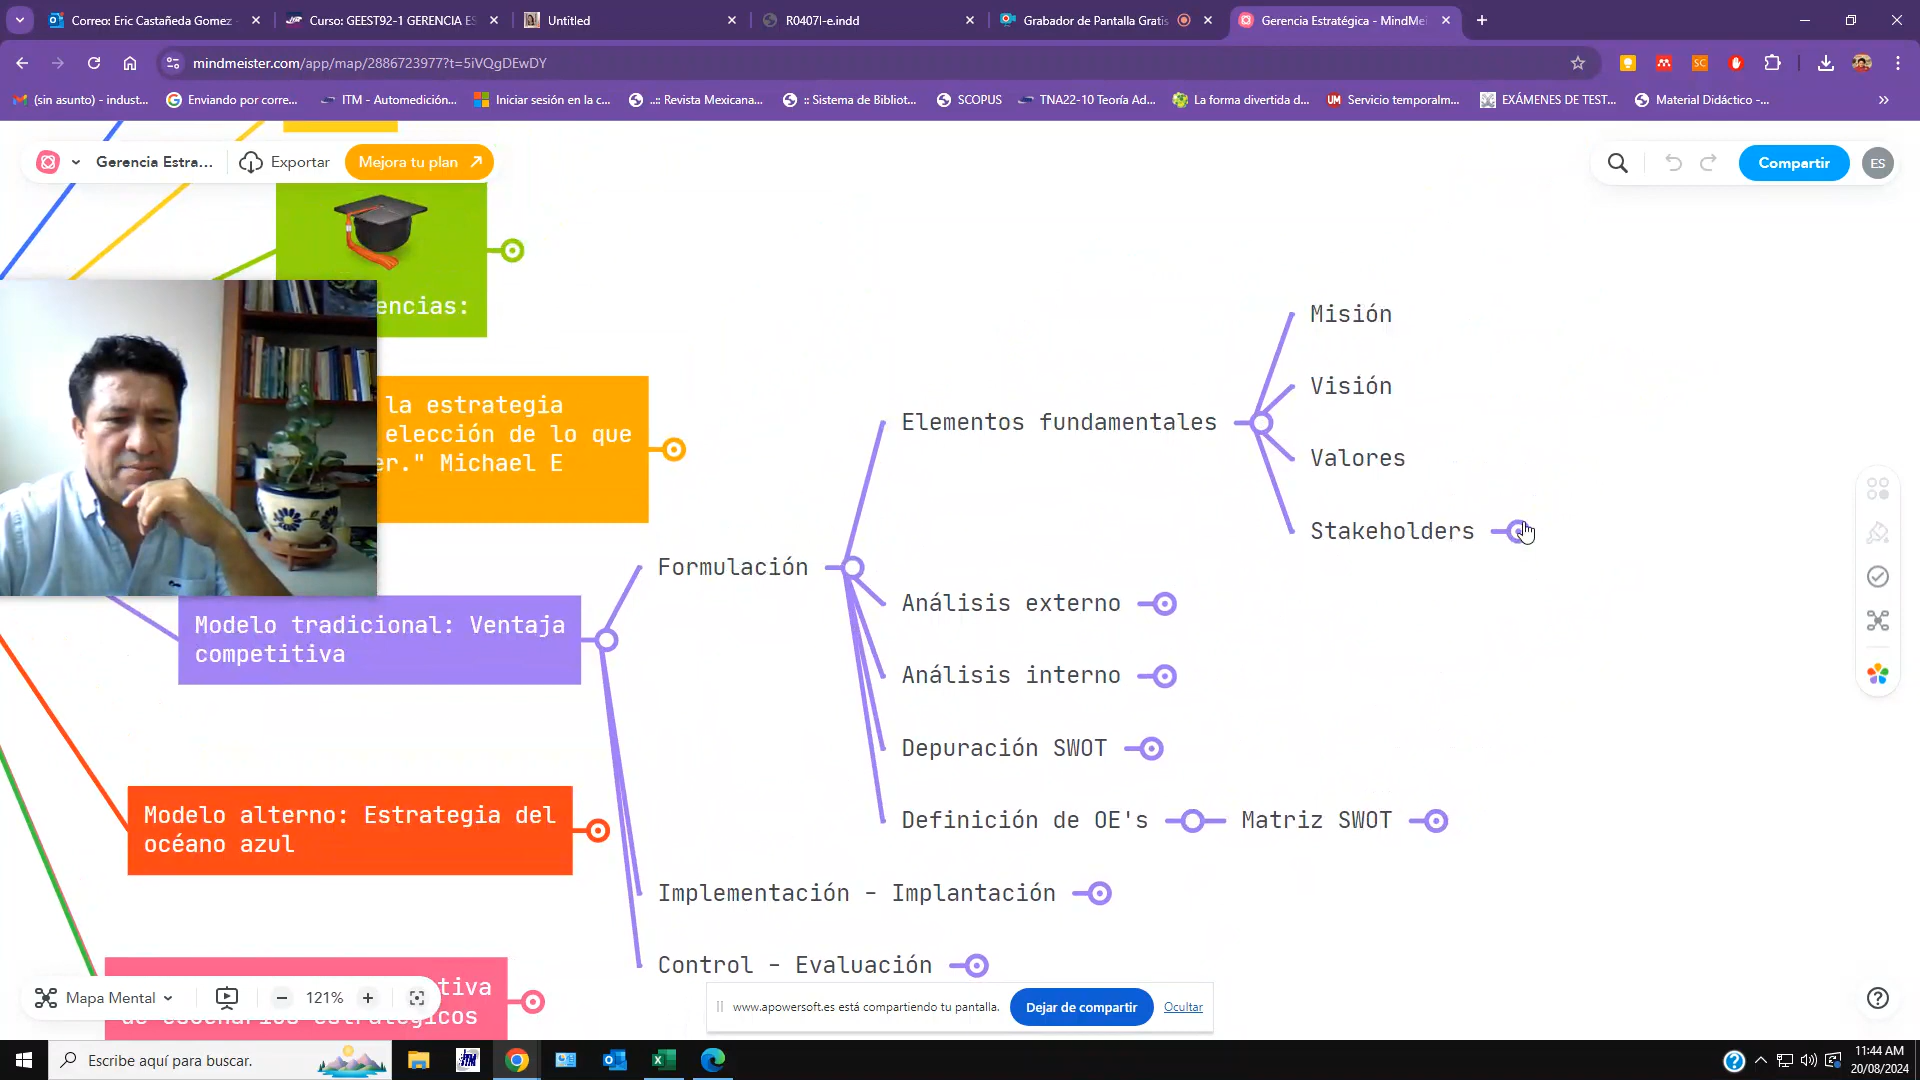 Correo: Eric Castañeda Gomez
Curso: GEEST92-1 GERENCIA ES
Untitled
R0407I-e.indd
Grabador de Pantalla Gratis
Gerencia Estratégica - MindMei
mindmeister.com/app/map/2886723977?t=5iVQgDEwDY
(sin asunto) - indust...
Enviando por corre...
ITM - Automedición...
Iniciar sesión en la c...
..:: Revista Mexicana...
:: Sistema de Bibliot...
SCOPUS
TNA22-10 Teoría Ad...
La forma divertida d...
UM
Servicio temporalm...
EXÁMENES DE TEST...
Material Didáctico -...
Gerencia Estra...
Exportar
Mejora tu plan
Compartir
ES
encias:
la estrategia
elección de lo que
er." Michael E
Misión
Visión
Elementos fundamentales
Valores
Stakeholders
Formulación
Análisis externo
Modelo tradicional: Ventaja
competitiva
Análisis interno
Depuración SWOT
Modelo alterno: Estrategia del
océano azul
Definición de OE's
Matriz SWOT
Implementación - Implantación
Control - Evaluación
tiva
Mapa Mental
121%
www.apowersoft.es está compartiendo tu pantalla.
Dejar de compartir
Ocultar
Escribe aquí para buscar.
11:44 AM
20/08/2024